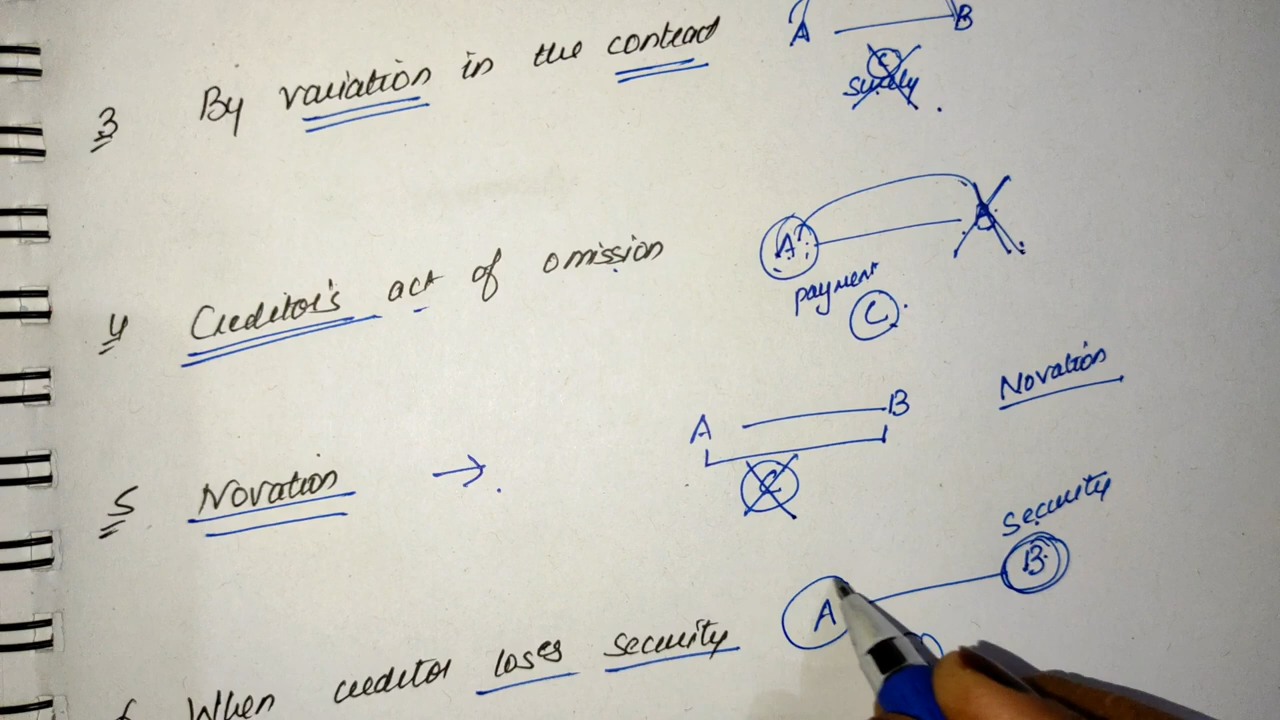 A B
3 By variation in the contract
C
surety
A B
4 Creditor's act of omission
payment
C
Novation
A B
5 Novation →
C
security
A B
6 When creditor loses security